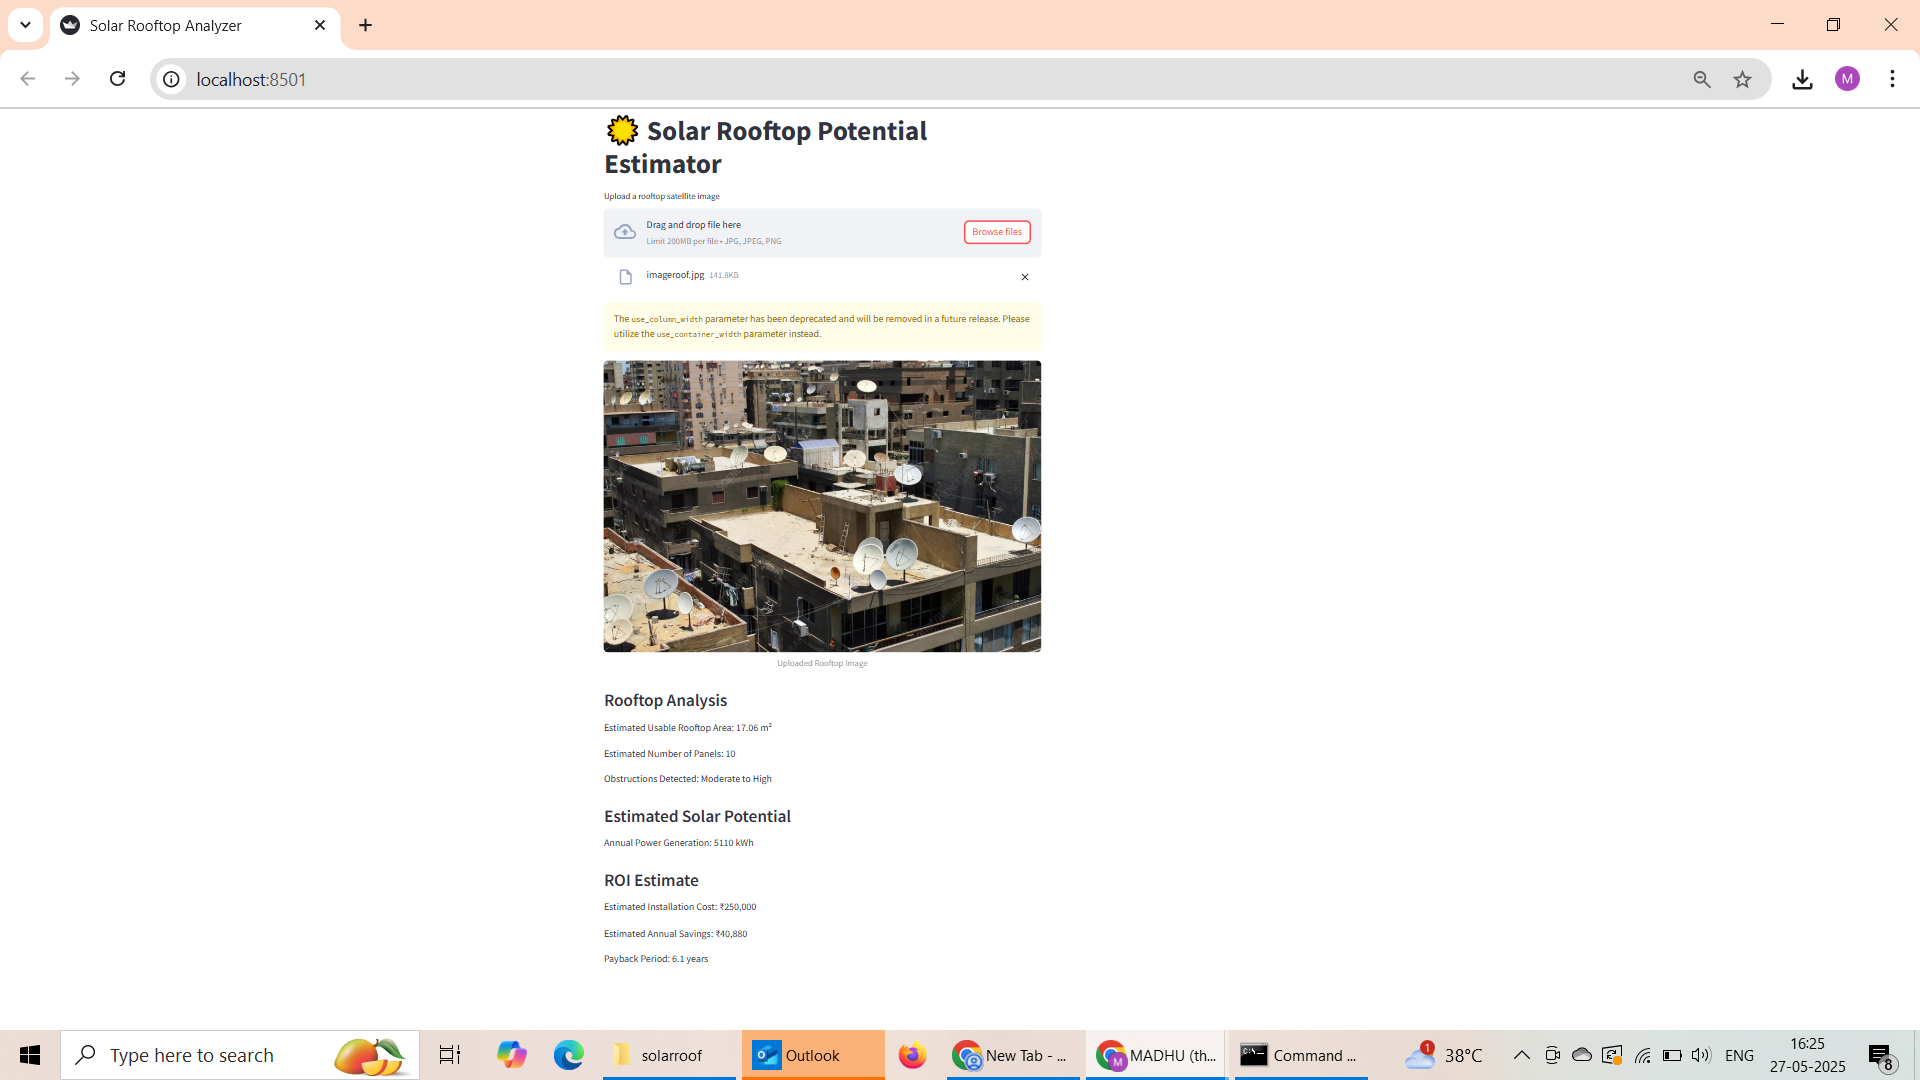 Solar Rooftop Analyzer
localhost:8501
M
Solar Rooftop Potential
Estimator
Upload a rooftop satellite image
Drag and drop file here
Limit 200MB per file • JPG, JPEG, PNG
Browse files
imageroof.jpg 141.8KB
The use_column_width parameter has been deprecated and will be removed in a future release. Please
utilize the use_container_width parameter instead.
Uploaded Rooftop Image
Rooftop Analysis
Estimated Usable Rooftop Area: 17.06 m²
Estimated Number of Panels: 10
Obstructions Detected: Moderate to High
Estimated Solar Potential
Annual Power Generation: 5110 kWh
ROI Estimate
Estimated Installation Cost: ₹250,000
Estimated Annual Savings: ₹40,880
Payback Period: 6.1 years
Type here to search
solarroof
Outlook
New Tab - ...
M
MADHU (th...
C:\.
Command ...
1
38°C
ENG
16:25
27-05-2025
8